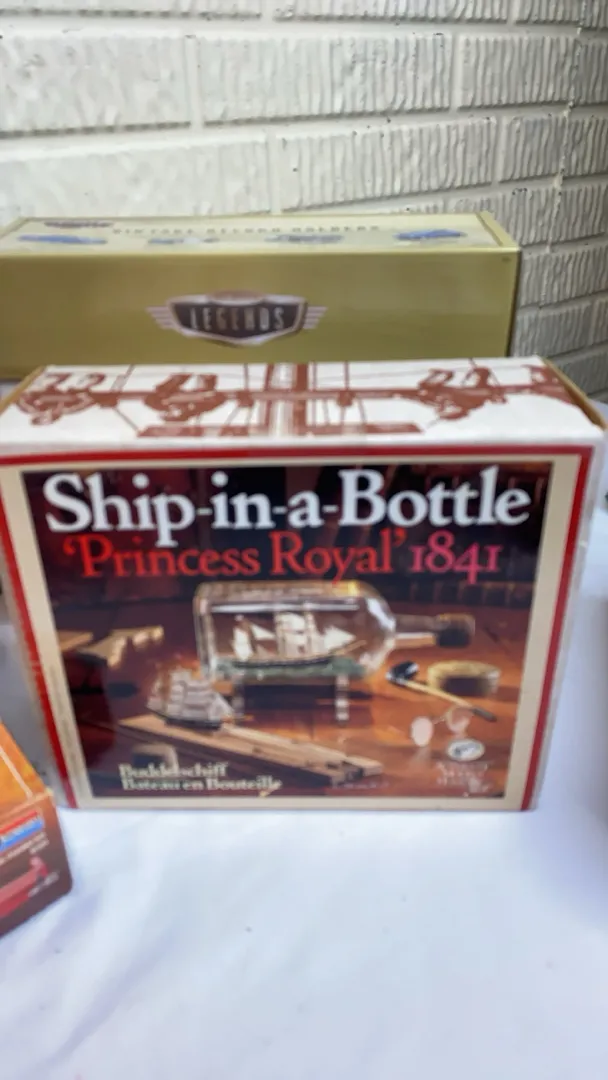 LEGENDS
Ship-in-a-Bottle
'Princess Royal' 1841
Buddelschiff
Bateau en Bouteille